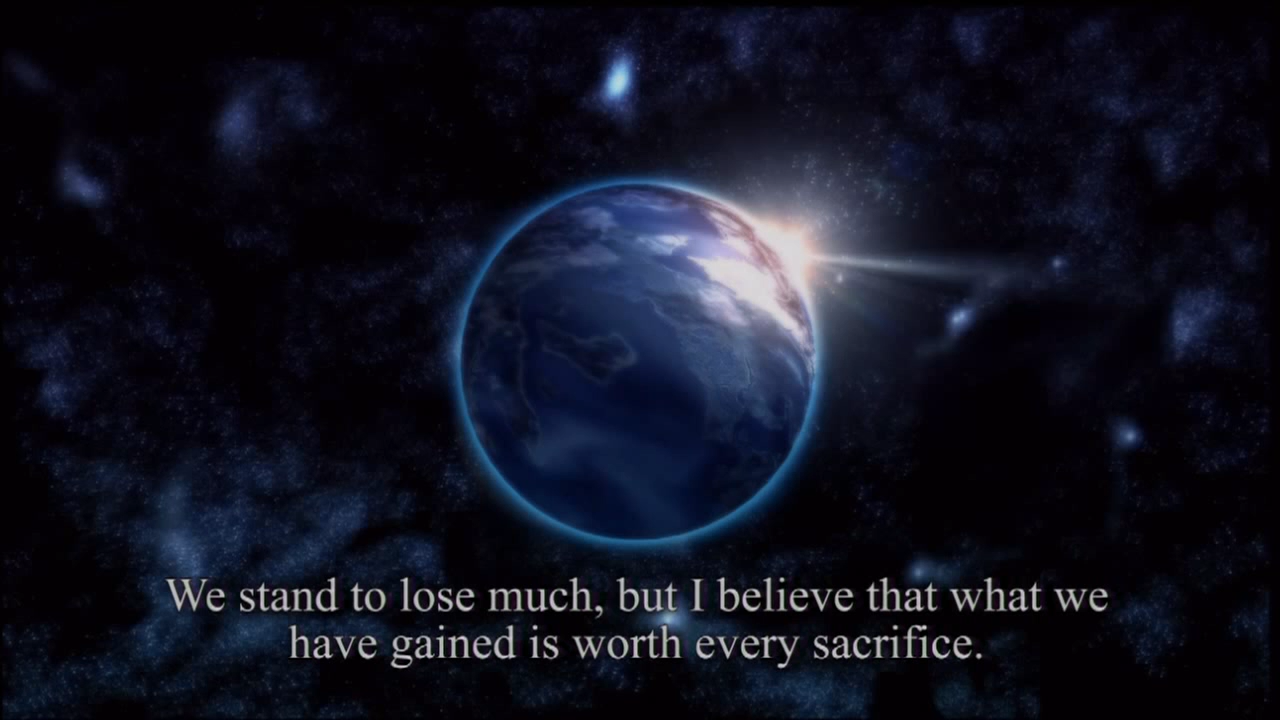 We stand to lose much, but I believe that what we
have gained is worth every sacrifice.